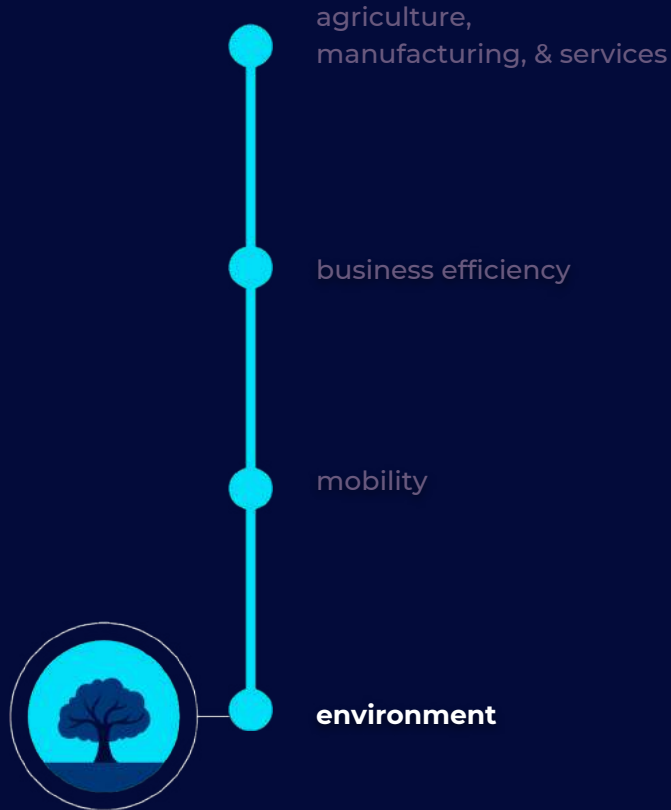 agriculture,
manufacturing, & services
business efficiency
mobility
environment